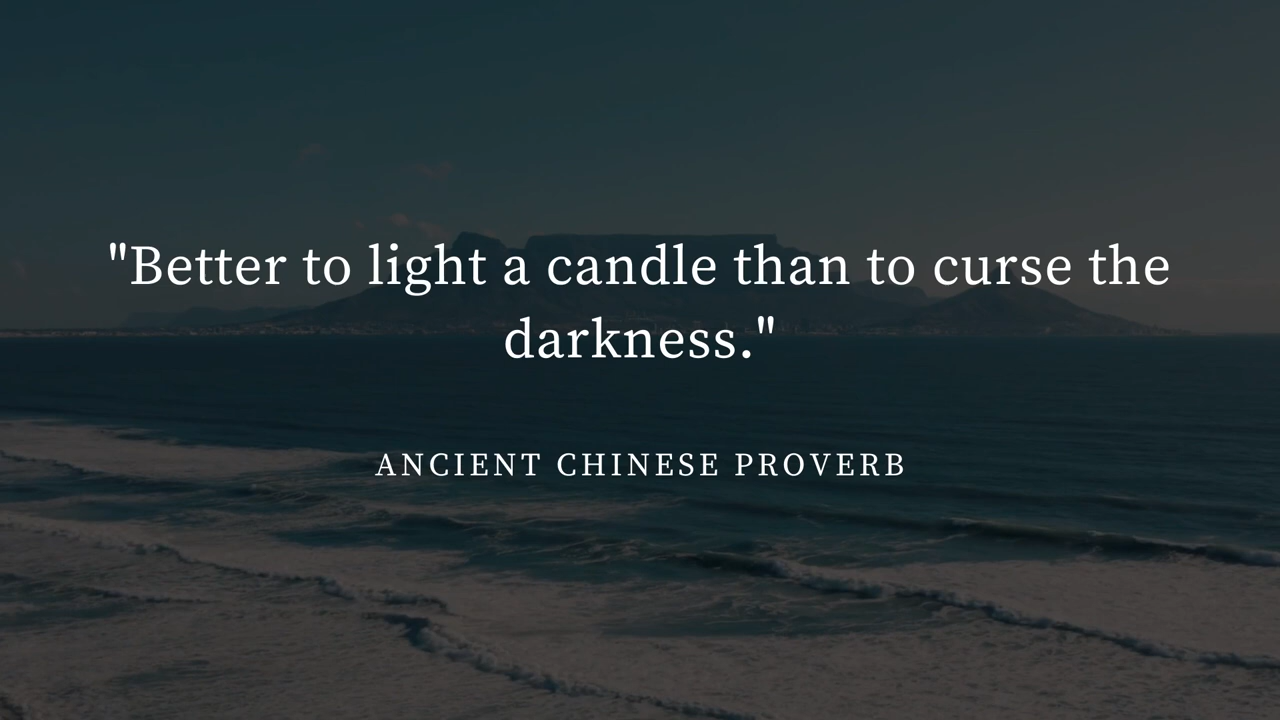 "Better to light a candle than to curse the
darkness."
ANCIENT CHINESE PROVERB